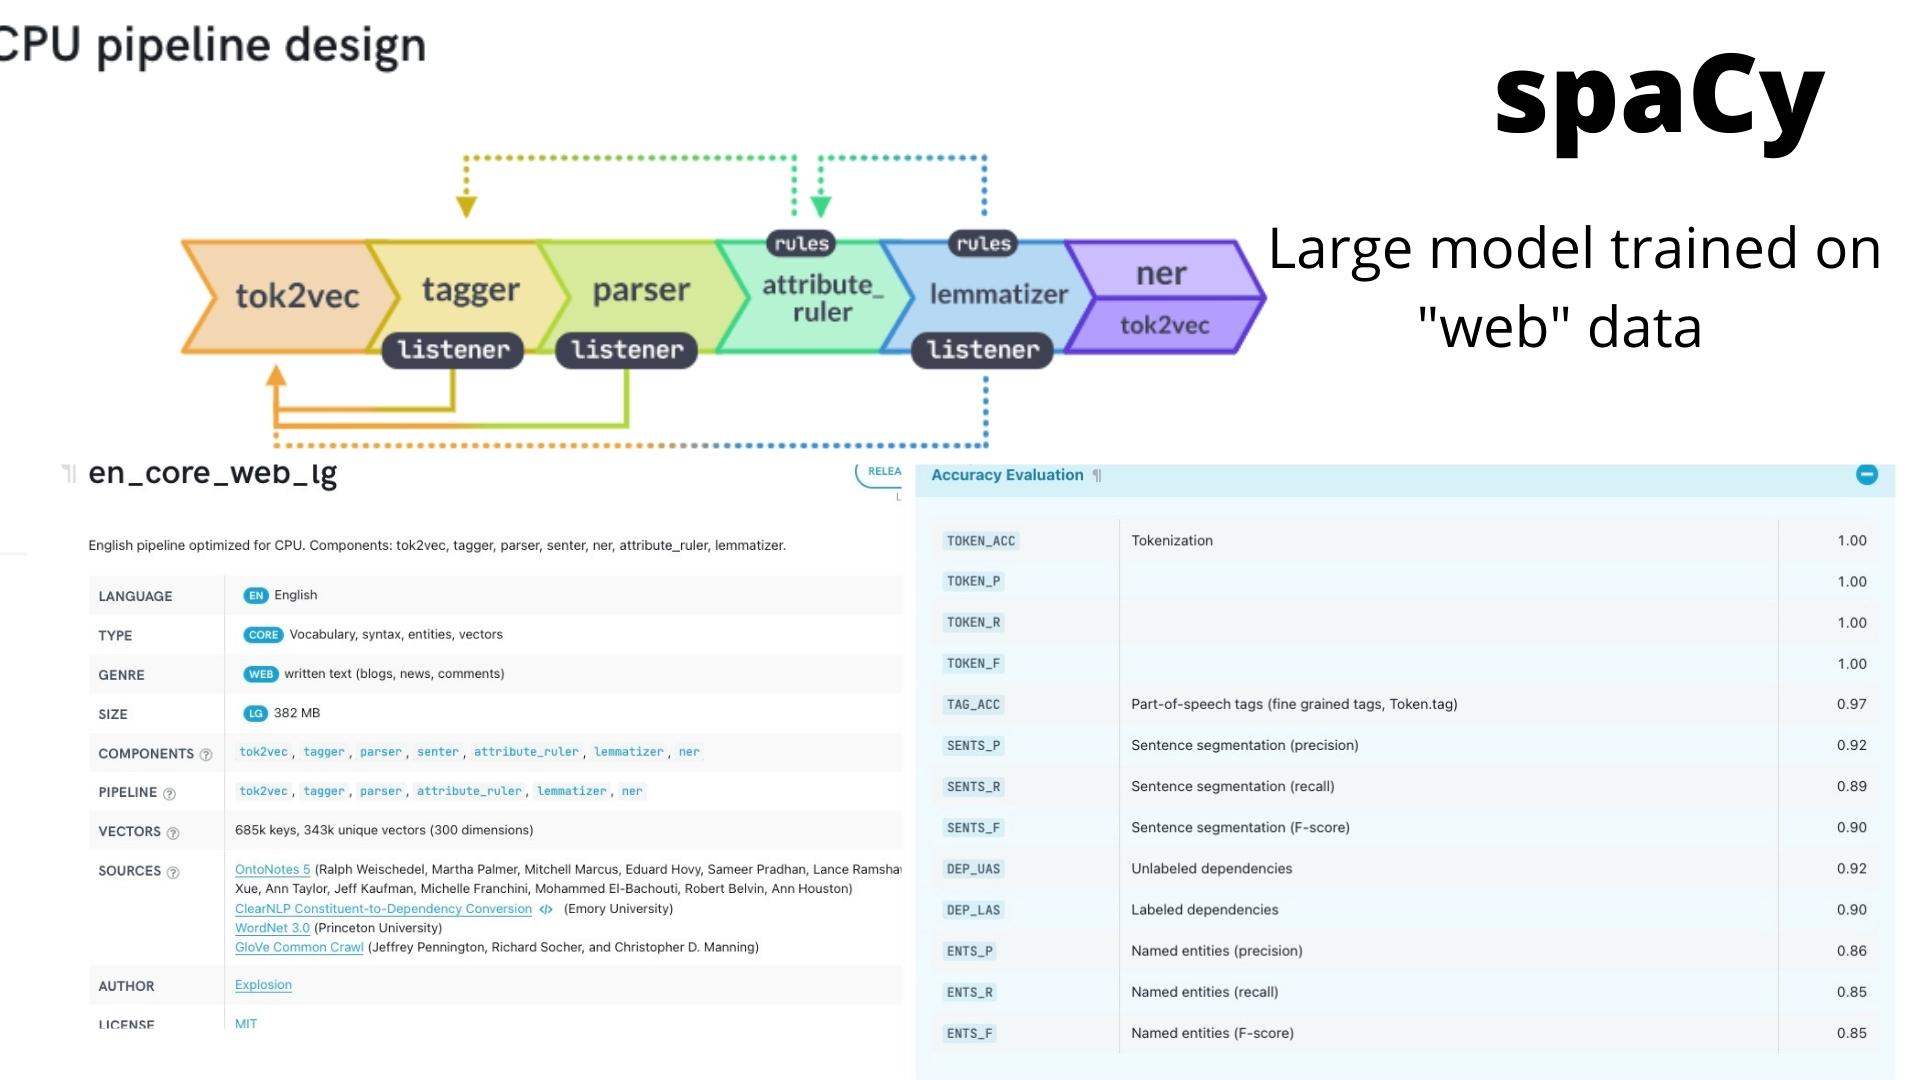 CPU pipeline design
spaCy
Large model trained on
"web" data
rules
rules
tok2vec
tagger
parser
attribute_
ruler
lemmatizer
ner
tok2vec
listener
listener
listener
¶ en_core_web_lg
RELEA
L
English pipeline optimized for CPU. Components: tok2vec, tagger, parser, senter, ner, attribute_ruler, lemmatizer.
LANGUAGE EN English
TYPE CORE Vocabulary, syntax, entities, vectors
GENRE WEB written text (blogs, news, comments)
SIZE LG 382 MB
COMPONENTS ? tok2vec, tagger, parser, senter, attribute_ruler, lemmatizer, ner
PIPELINE ? tok2vec, tagger, parser, attribute_ruler, lemmatizer, ner
VECTORS ? 685k keys, 343k unique vectors (300 dimensions)
SOURCES ? OntoNotes 5 (Ralph Weischedel, Martha Palmer, Mitchell Marcus, Eduard Hovy, Sameer Pradhan, Lance Ramshaw
Xue, Ann Taylor, Jeff Kaufman, Michelle Franchini, Mohammed El-Bachouti, Robert Belvin, Ann Houston)
ClearNLP Constituent-to-Dependency Conversion </> (Emory University)
WordNet 3.0 (Princeton University)
GloVe Common Crawl (Jeffrey Pennington, Richard Socher, and Christopher D. Manning)
AUTHOR Explosion
LICENSE MIT
Accuracy Evaluation ¶
TOKEN_ACC Tokenization 1.00
TOKEN_P 1.00
TOKEN_R 1.00
TOKEN_F 1.00
TAG_ACC Part-of-speech tags (fine grained tags, Token.tag) 0.97
SENTS_P Sentence segmentation (precision) 0.92
SENTS_R Sentence segmentation (recall) 0.89
SENTS_F Sentence segmentation (F-score) 0.90
DEP_UAS Unlabeled dependencies 0.92
DEP_LAS Labeled dependencies 0.90
ENTS_P Named entities (precision) 0.86
ENTS_R Named entities (recall) 0.85
ENTS_F Named entities (F-score) 0.85